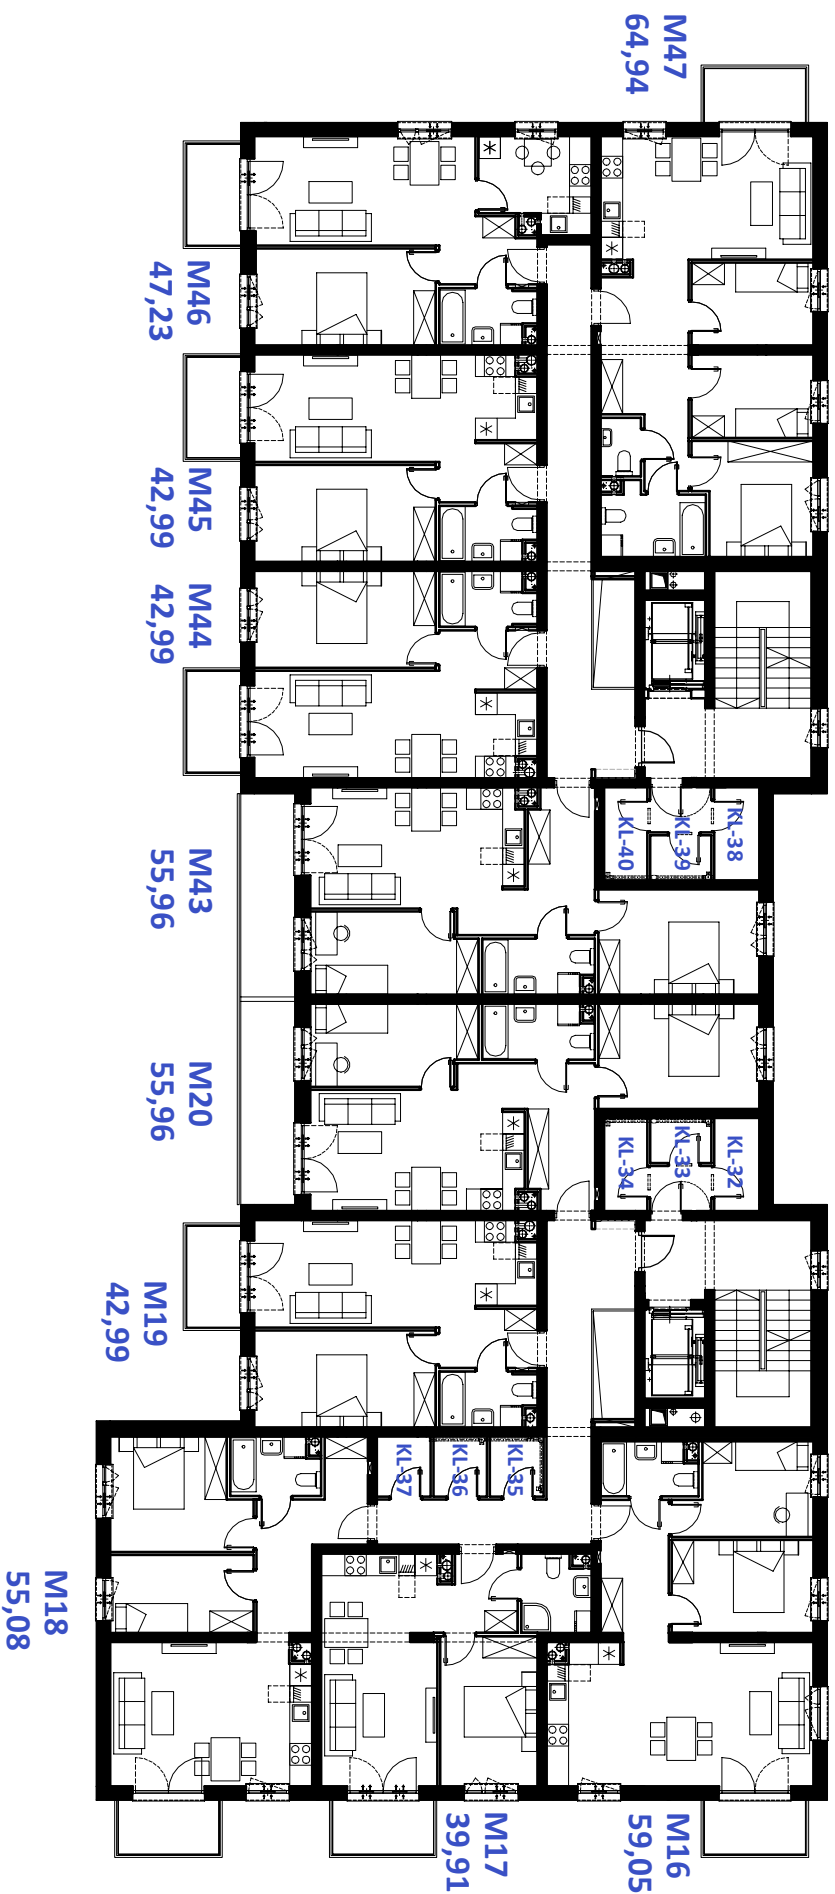 M47
64,94
M46
47,23
M45
42,99
M44
42,99
M43
55,96
KL-38
KL-39
KL-40
M20
55,96
KL-32
KL-33
KL-34
M19
42,99
KL-35
KL-36
KL-37
M18
55,08
M17
39,91
M16
59,05